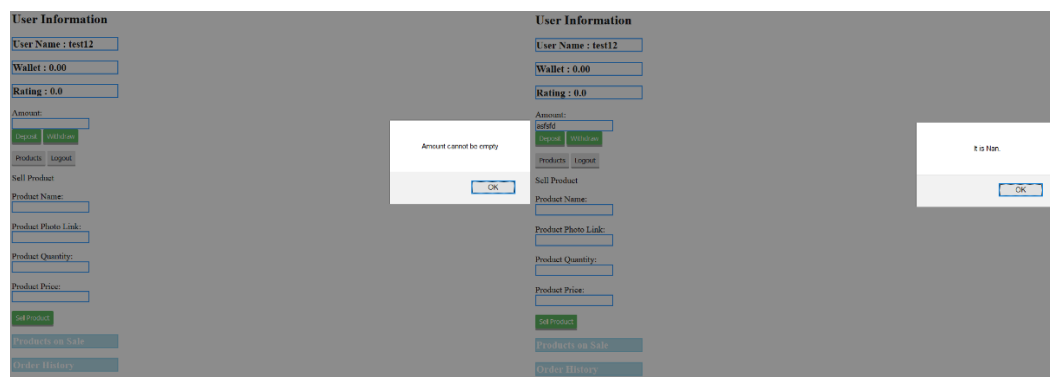 User Information
User Name : test12
Wallet : 0.00
Rating : 0.0
Amount:
Deposit Withdraw
Products Logout
Sell Product
Product Name:
Product Photo Link:
Product Quantity:
Product Price:
Sell Product
Products on Sale
Order History
Amount cannot be empty
OK
User Information
User Name : test12
Wallet : 0.00
Rating : 0.0
Amount:
asfsfd
Deposit Withdraw
Products Logout
Sell Product
Product Name:
Product Photo Link:
Product Quantity:
Product Price:
Sell Product
Products on Sale
Order History
It is Nan.
OK